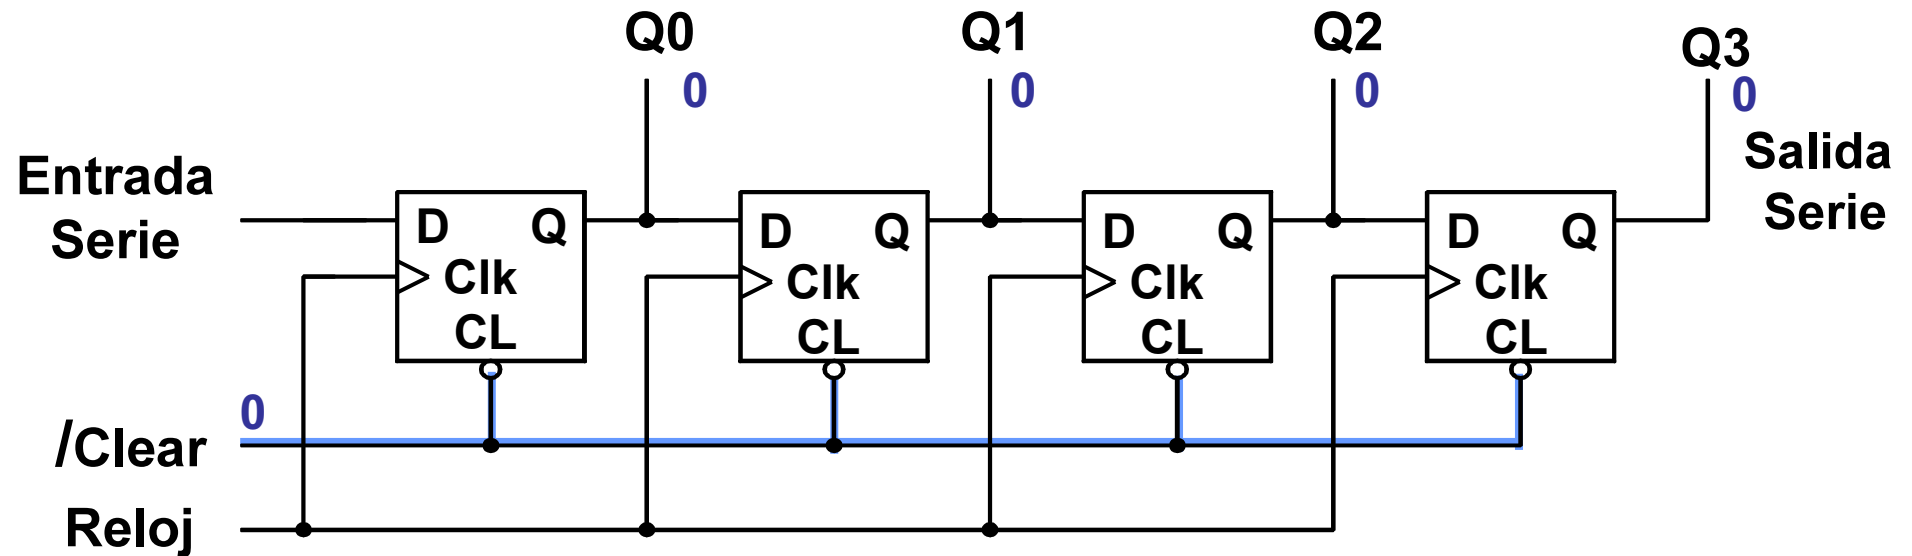 Q0
Q1
Q2
Q3
0
0
0
0
Entrada
Serie
Salida
Serie
D Q
Clk
CL
D Q
Clk
CL
D Q
Clk
CL
D Q
Clk
CL
0
/Clear
Reloj